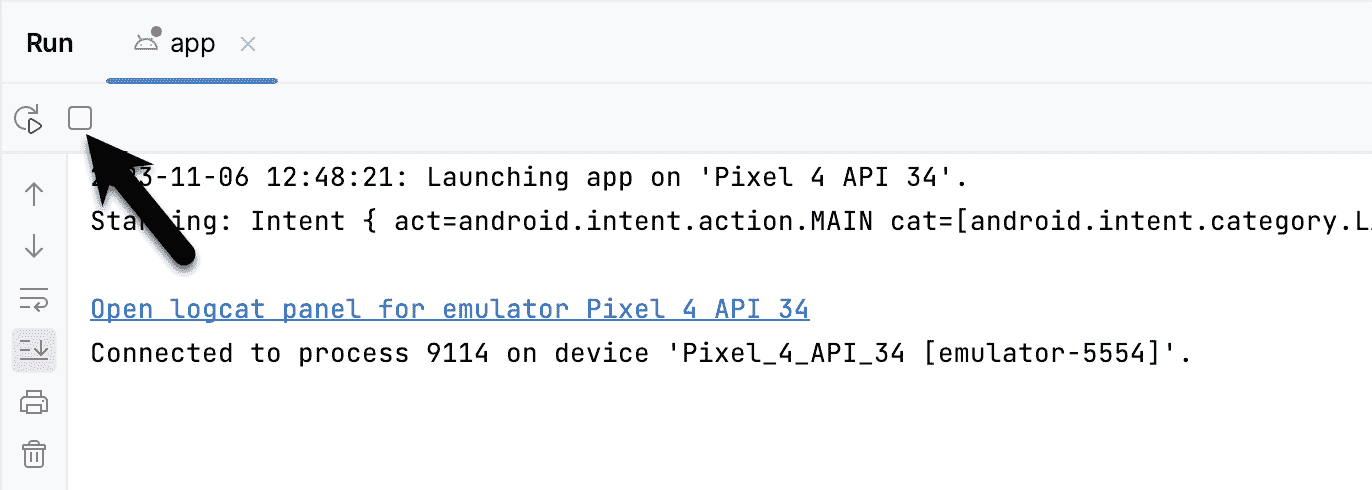 Run app
-11-06 12:48:21: Launching app on 'Pixel 4 API 34'.
Intent { act=android.intent.action.MAIN cat=[android.intent.category.
Open logcat panel for emulator Pixel 4 API 34
Connected to process 9114 on device 'Pixel_4_API_34 [emulator-5554]'.